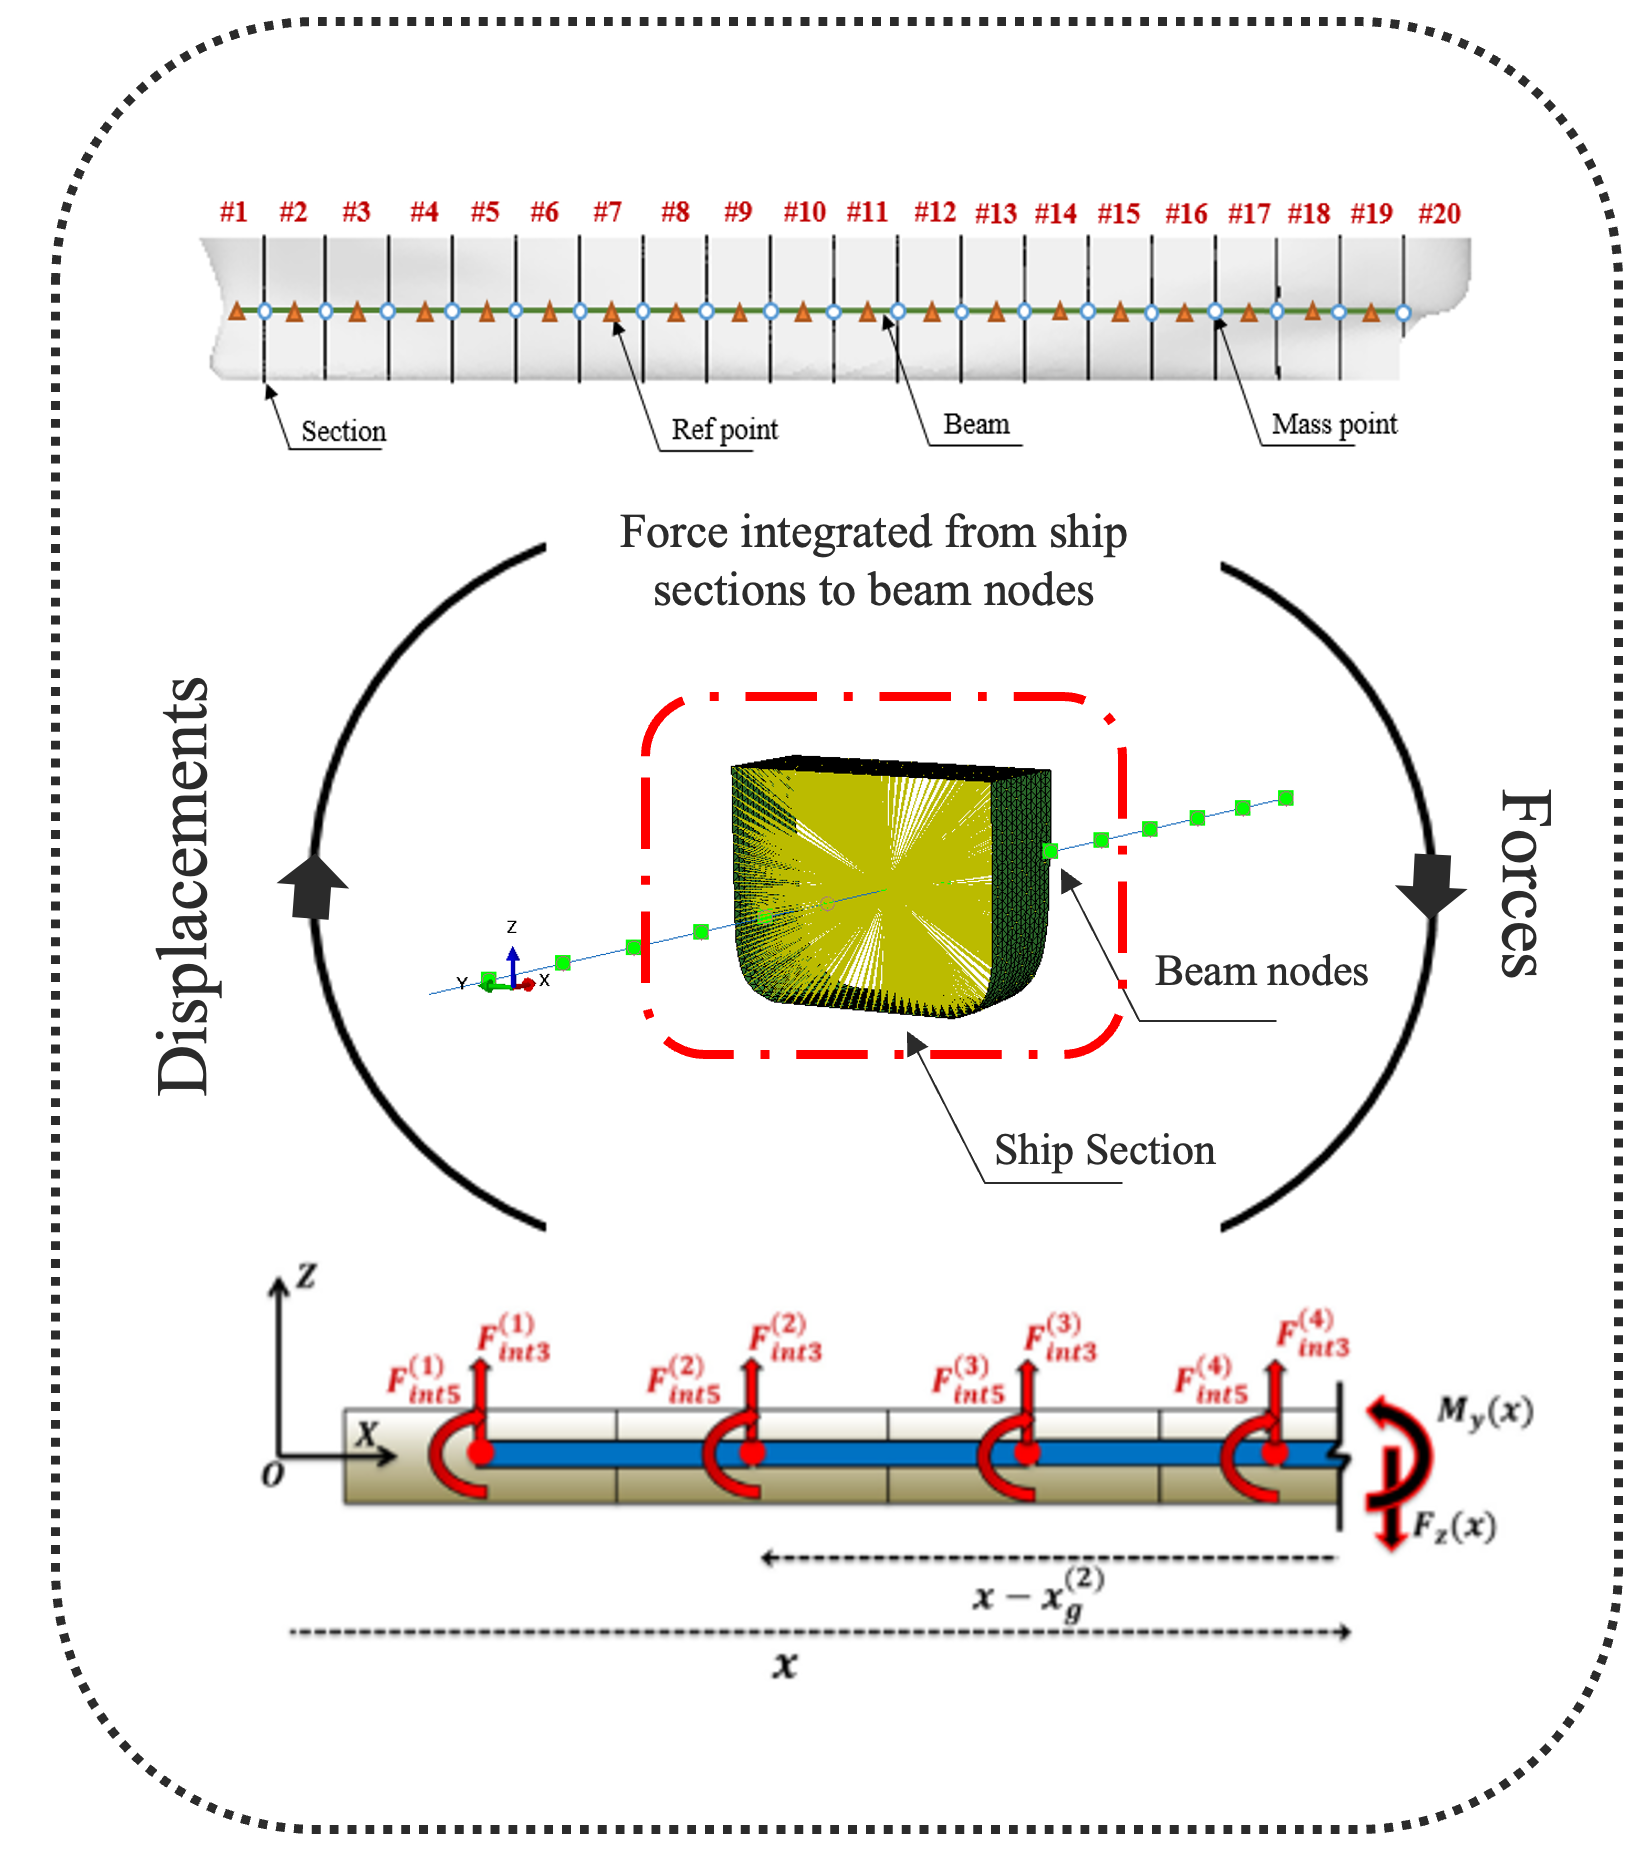 #1 #2 #3 #4 #5 #6 #7 #8 #9 #10 #11 #12 #13 #14 #15 #16 #17 #18 #19 #20
Section
Ref point
Beam
Mass point
Force integrated from ship
sections to beam nodes
Displacements
Forces
Z
Y
X
Beam nodes
Ship Section
Z
X
O
F_{int5}^{(1)} F_{int3}^{(1)}
F_{int5}^{(2)} F_{int3}^{(2)}
F_{int5}^{(3)} F_{int3}^{(3)}
F_{int5}^{(4)} F_{int3}^{(4)}
M_y(x)
F_z(x)
x − x_g^{(2)}
x